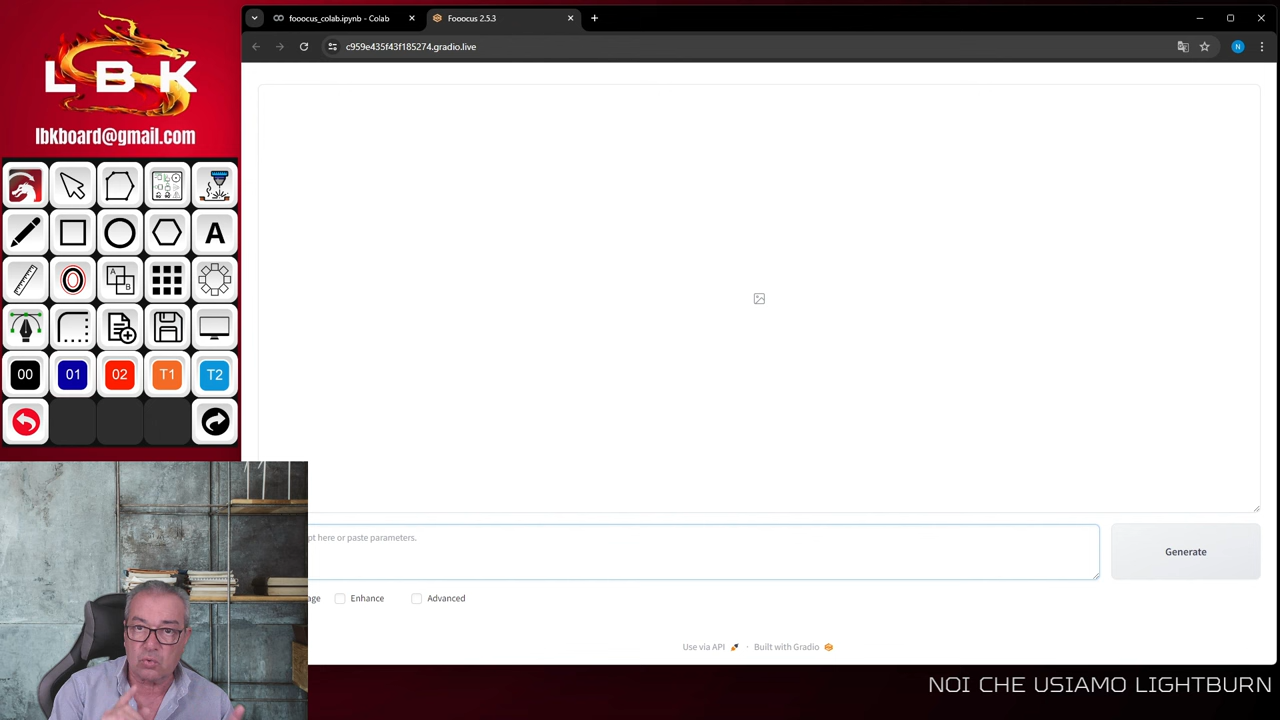 fooocus_colab.ipynb - Colab
Fooocus 2.5.3
c959e435f43f185274.gradio.live
N
LBK
lbkboard@gmail.com
A
A
B
00
01
02
T1
T2
pt here or paste parameters.
Generate
age
Enhance
Advanced
Use via API
·
Built with Gradio
NOI CHE USIAMO LIGHTBURN